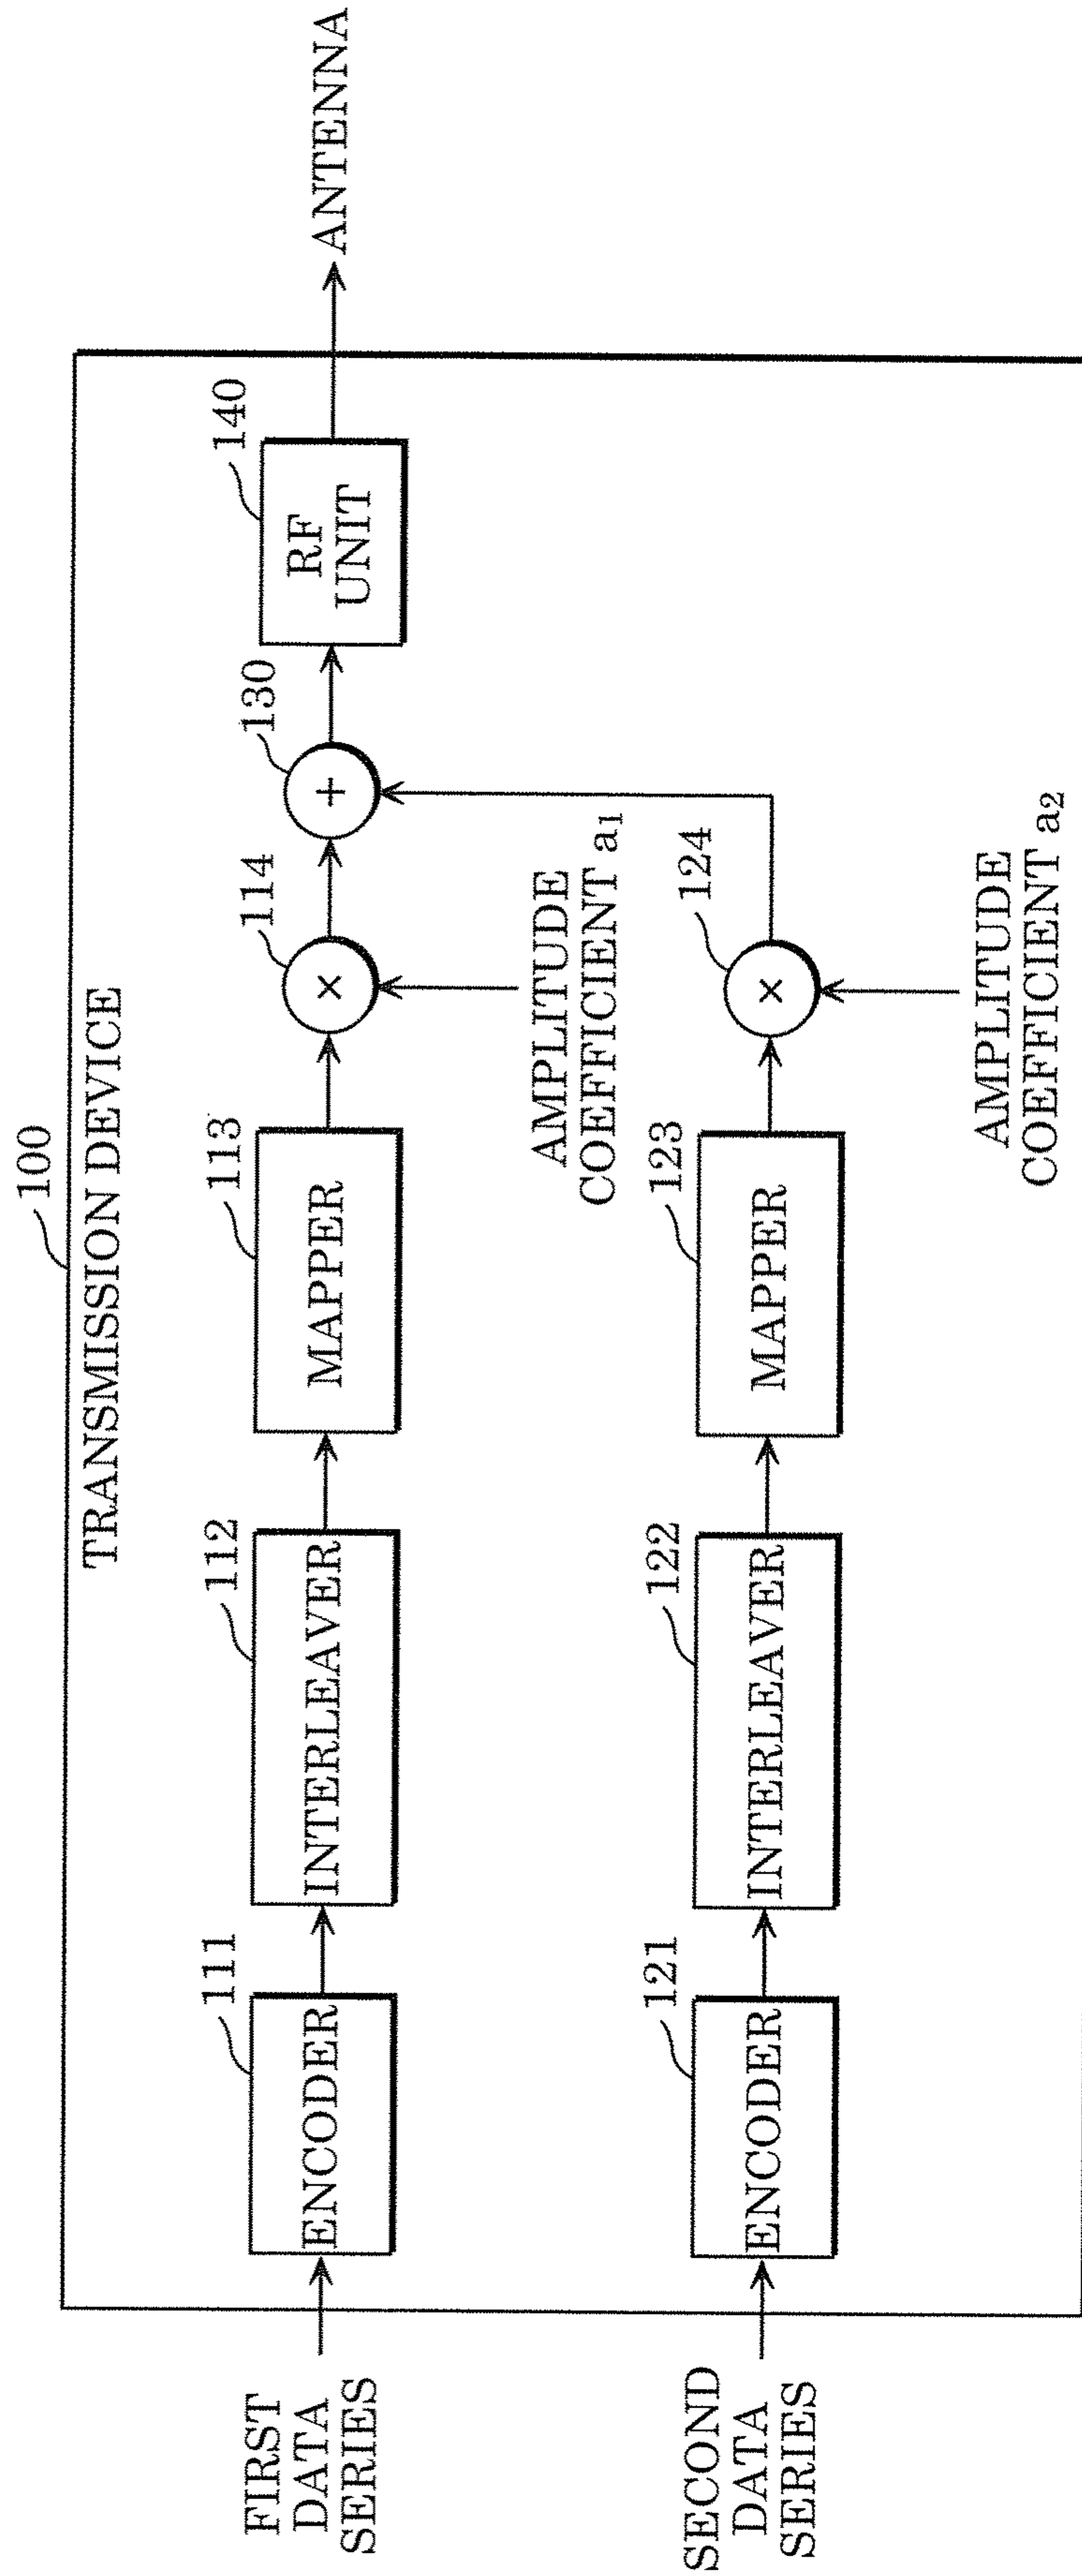 100
TRANSMISSION DEVICE
FIRST
DATA
SERIES
111
ENCODER
112
INTERLEAVER
113
MAPPER
114
×
AMPLITUDE
COEFFICIENT a₁
130
+
140
RF
UNIT
ANTENNA
SECOND
DATA
SERIES
121
ENCODER
122
INTERLEAVER
123
MAPPER
124
×
AMPLITUDE
COEFFICIENT a₂